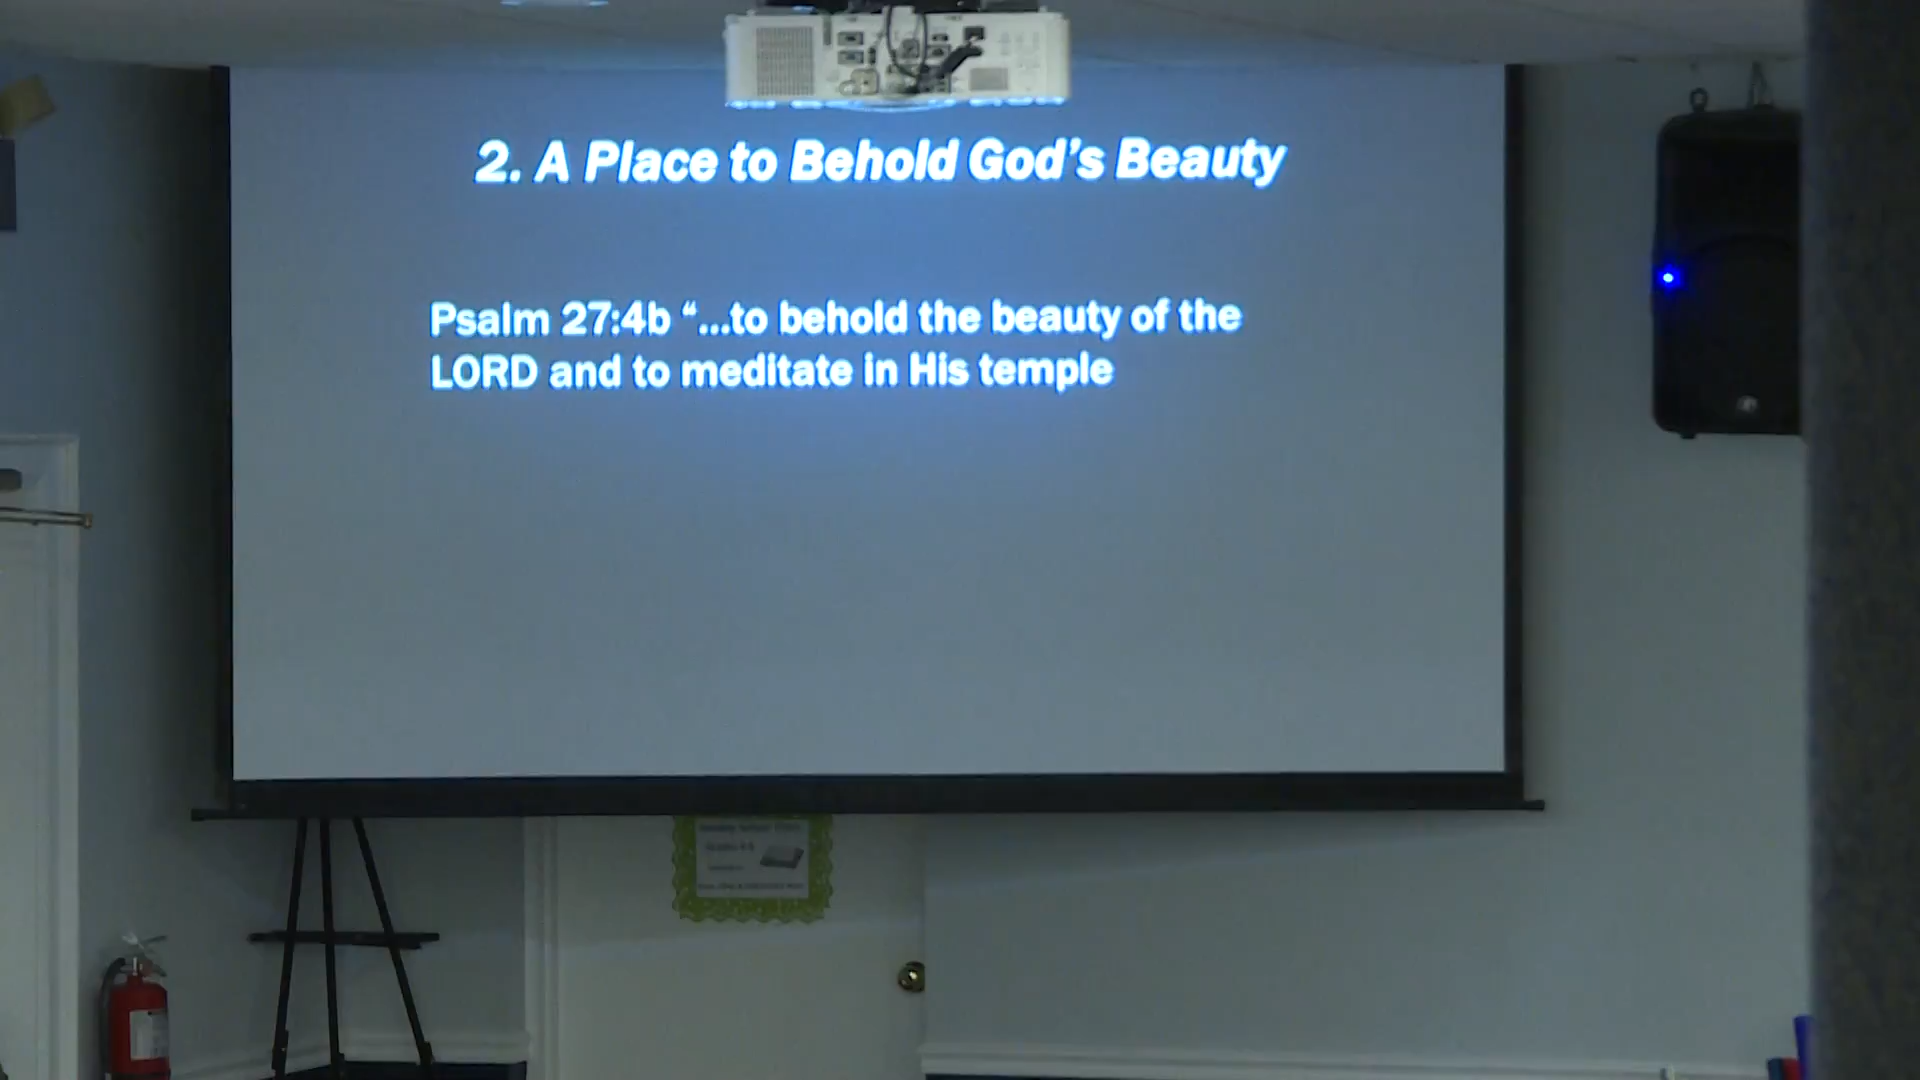 2. A Place to Behold God's Beauty
Psalm 27:4b “...to behold the beauty of the
LORD and to meditate in His temple